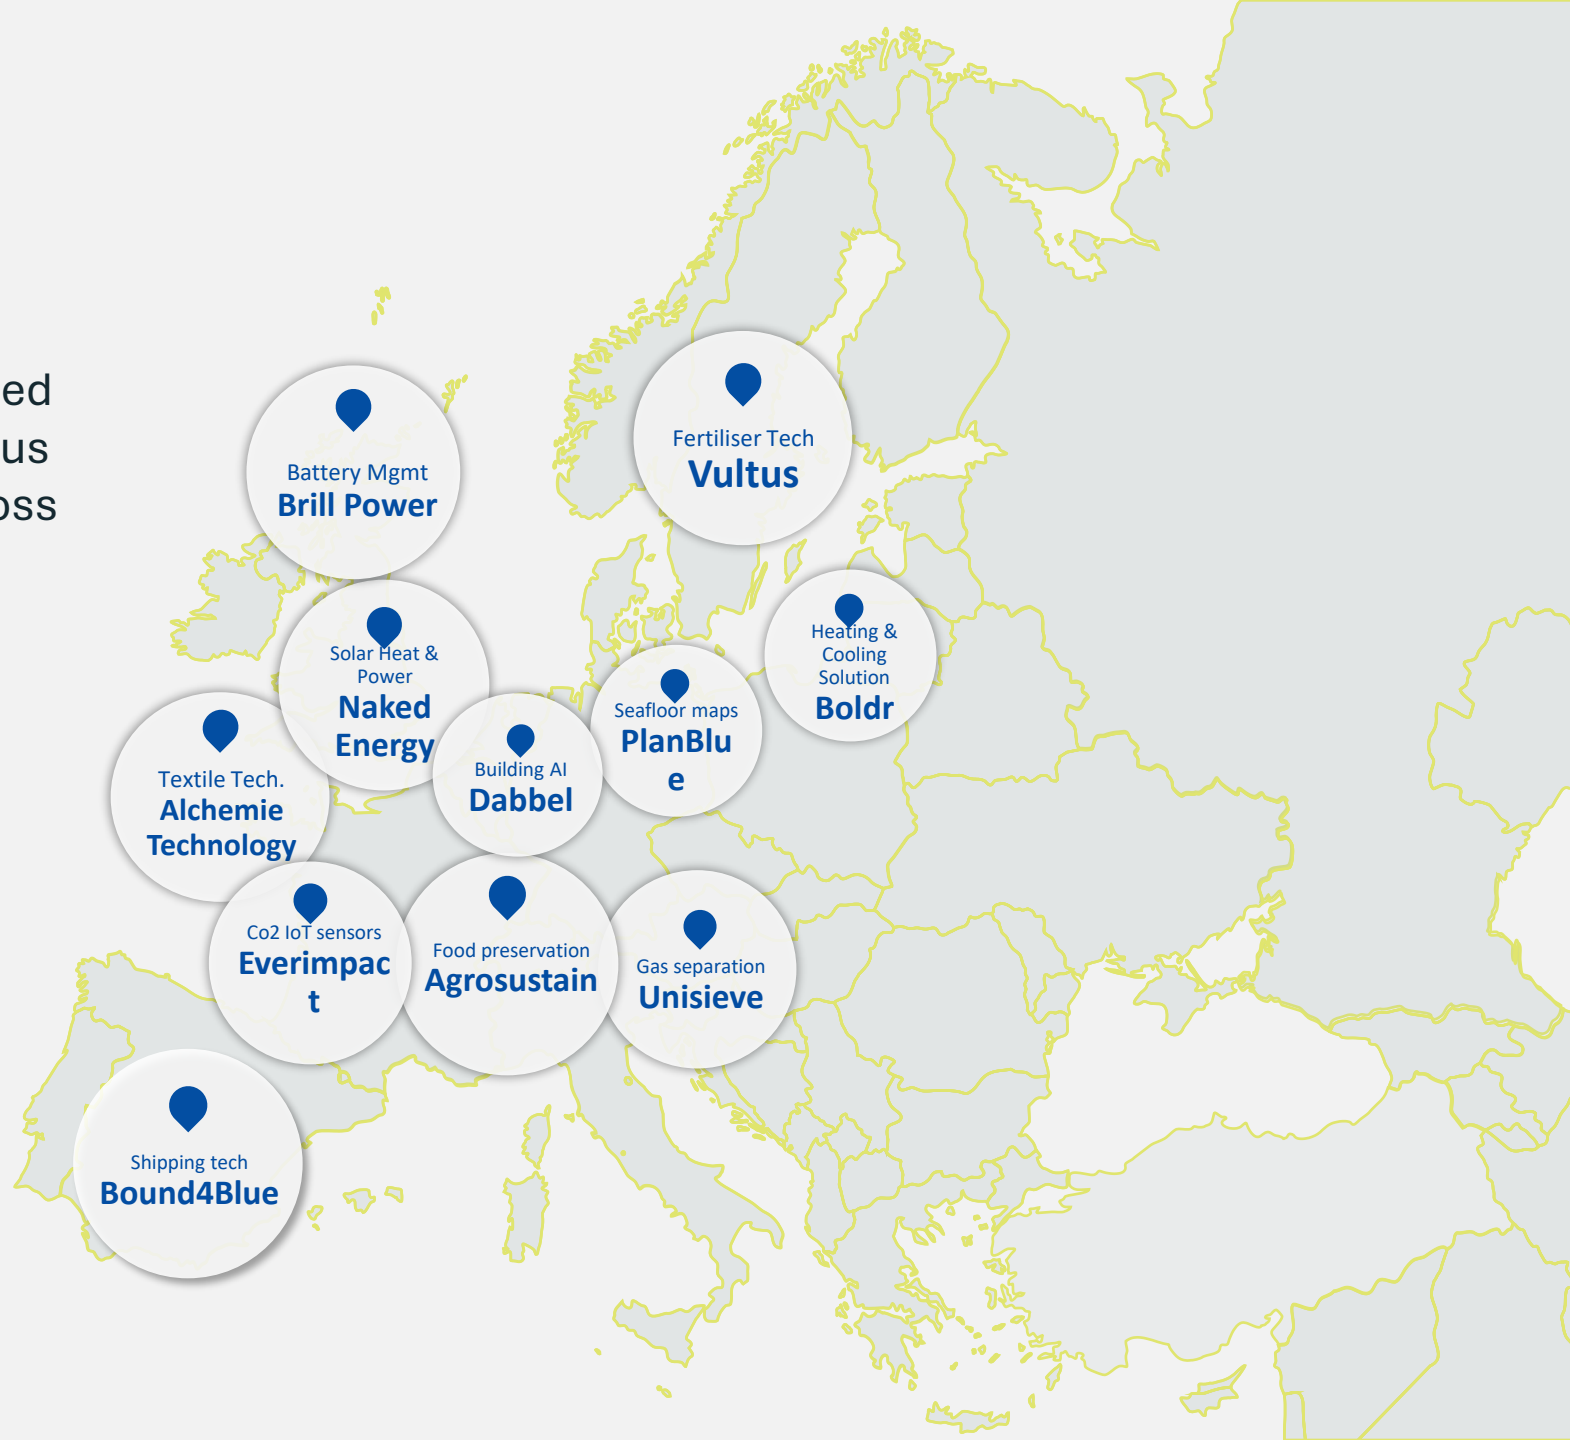 ed
us
oss
Fertiliser Tech
Vultus
Battery Mgmt
Brill Power
Heating &
Cooling
Solution
Boldr
Solar Heat &
Power
Naked
Energy
Seafloor maps
PlanBlu
e
Building AI
Dabbel
Textile Tech.
Alchemie
Technology
Co2 IoT sensors
Everimpac
t
Food preservation
Agrosustain
Gas separation
Unisieve
Shipping tech
Bound4Blue